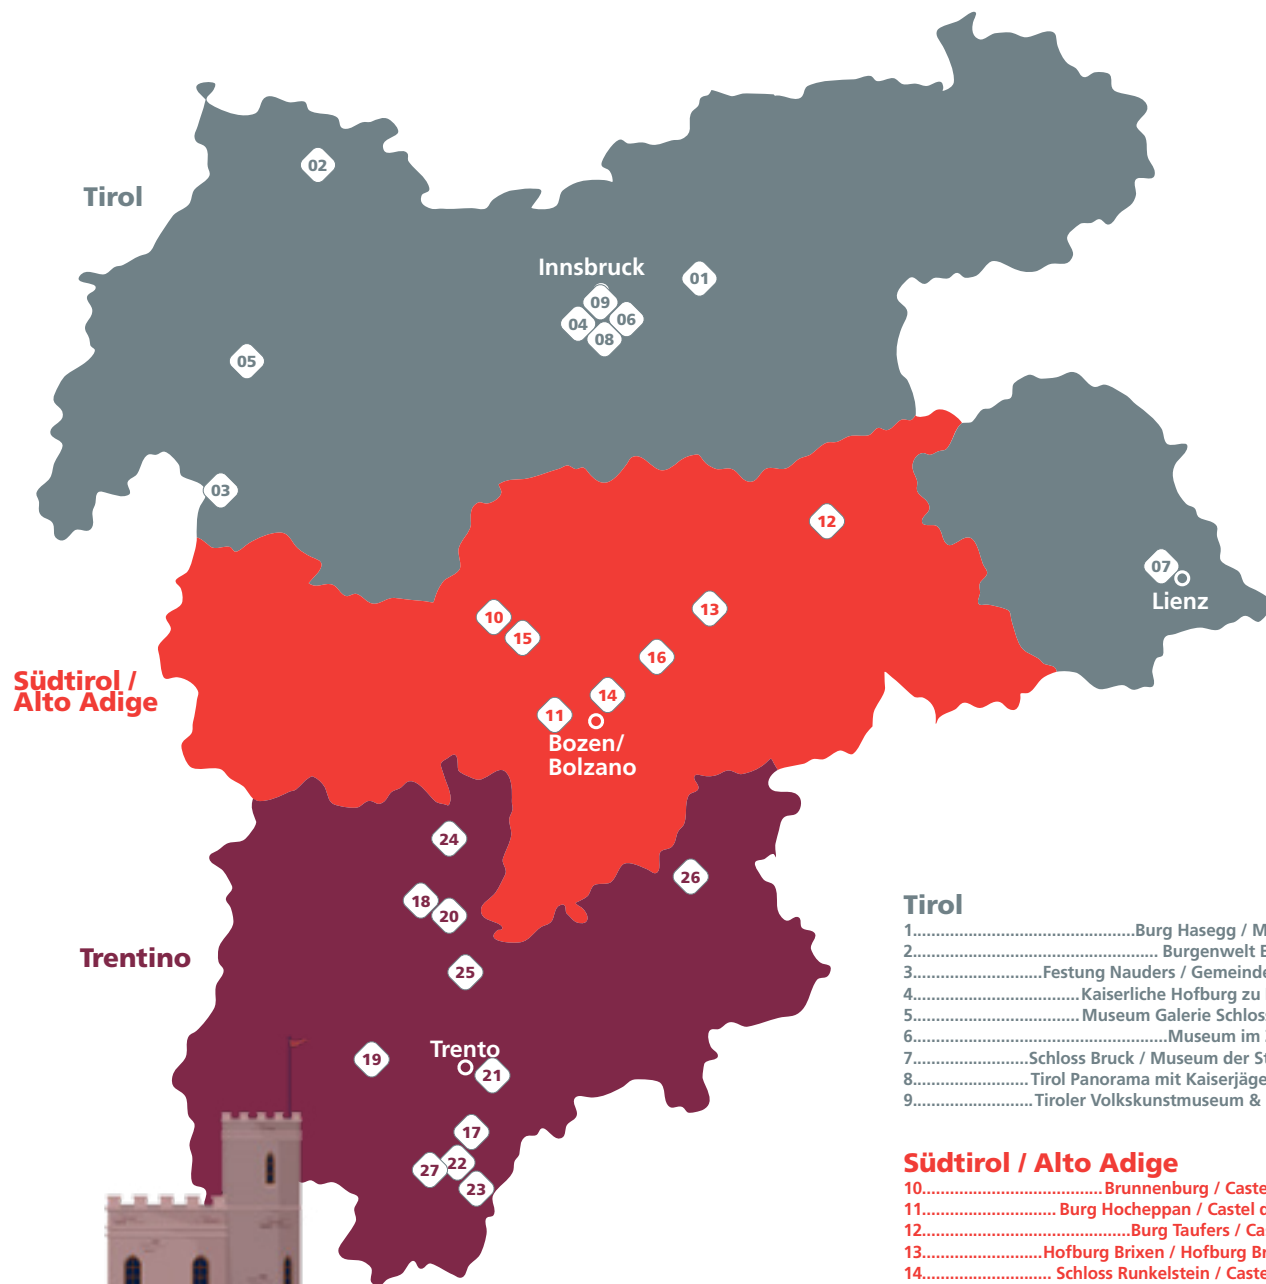 02
Tirol
Innsbruck
01
09
04
06
08
05
03
12
07
Lienz
10
13
15
16
Südtirol /
Alto Adige
14
11
Bozen/
Bolzano
24
26
18
20
Trentino
25
Trento
19
21
17
22
27
23
Tirol
1................................................Burg Hasegg / M
2..................................................... Burgenwelt
3............................Festung Nauders / Gemeinde
4....................................Kaiserliche Hofburg zu
5....................................Museum Galerie Schloss
6.......................................................Museum im
7.........................Schloss Bruck / Museum der St
8.........................Tirol Panorama mit Kaiserjäge
9..........................Tiroler Volkskunstmuseum &
Südtirol / Alto Adige
10.......................................Brunnenburg / Caste
11............................. Burg Hocheppan / Castel d
12.............................................Burg Taufers / Ca
13..........................Hofburg Brixen / Hofburg Br
14............................ Schloss Runkelstein / Caste